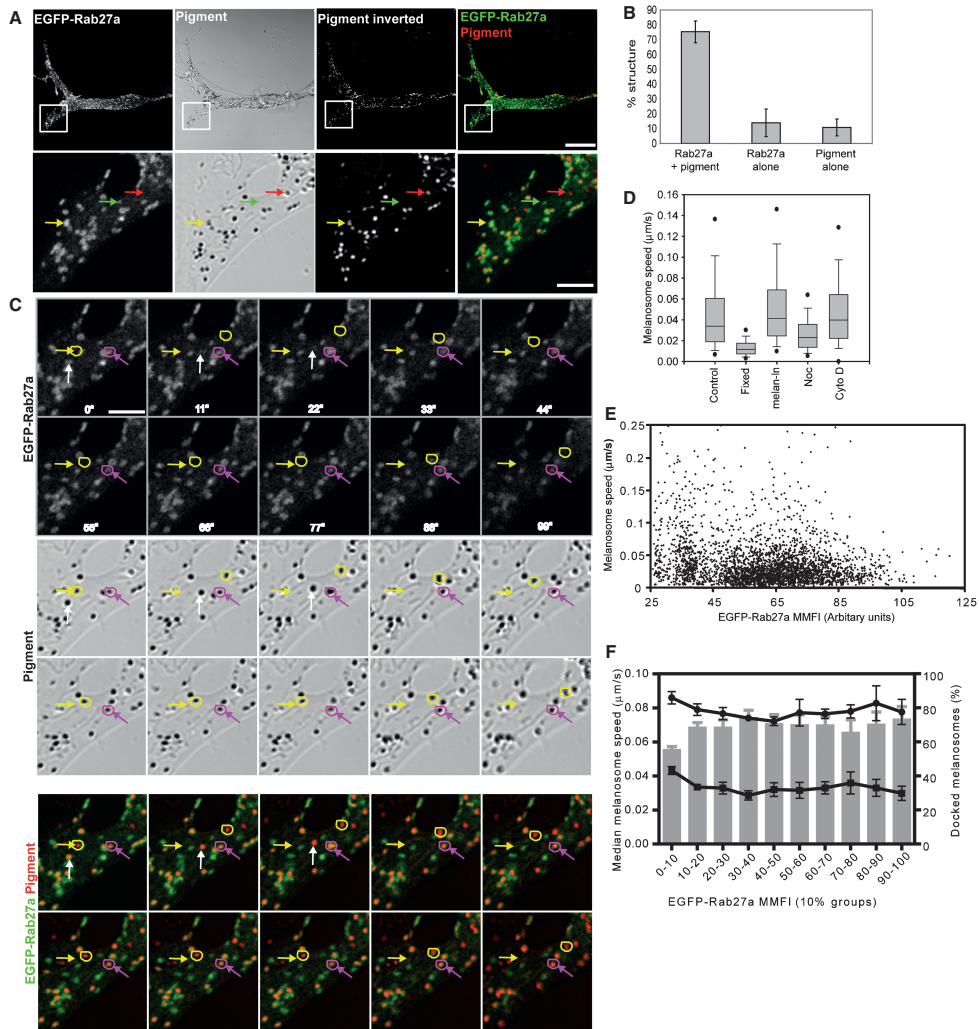 A
EGFP-Rab27a
Pigment
Pigment inverted
EGFP-Rab27a
Pigment
B
% structure
90
80
70
60
50
40
30
20
10
0
Rab27a
+ pigment
Rab27a
alone
Pigment
alone
C
EGFP-Rab27a
0"
11"
22"
33"
44"
55"
66"
77"
88"
99"
Pigment
EGFP-Rab27a Pigment
D
Melanosome speed (µm/s)
0.16
0.14
0.12
0.10
0.08
0.06
0.04
0.02
0.00
Control
Fixed
melan-ln
Noc
Cyto D
E
Melanosome speed (µm/s)
0.25
0.2
0.15
0.1
0.05
0
25
45
65
85
105
125
EGFP-Rab27a MMFI (Arbitary units)
F
Median melanosome speed (µm/s)
0.10
0.08
0.06
0.04
0.02
0.00
100
80
60
40
20
0
Docked melanosomes (%)
0-10
10-20
20-30
30-40
40-50
50-60
60-70
70-80
80-90
90-100
EGFP-Rab27a MMFI (10% groups)